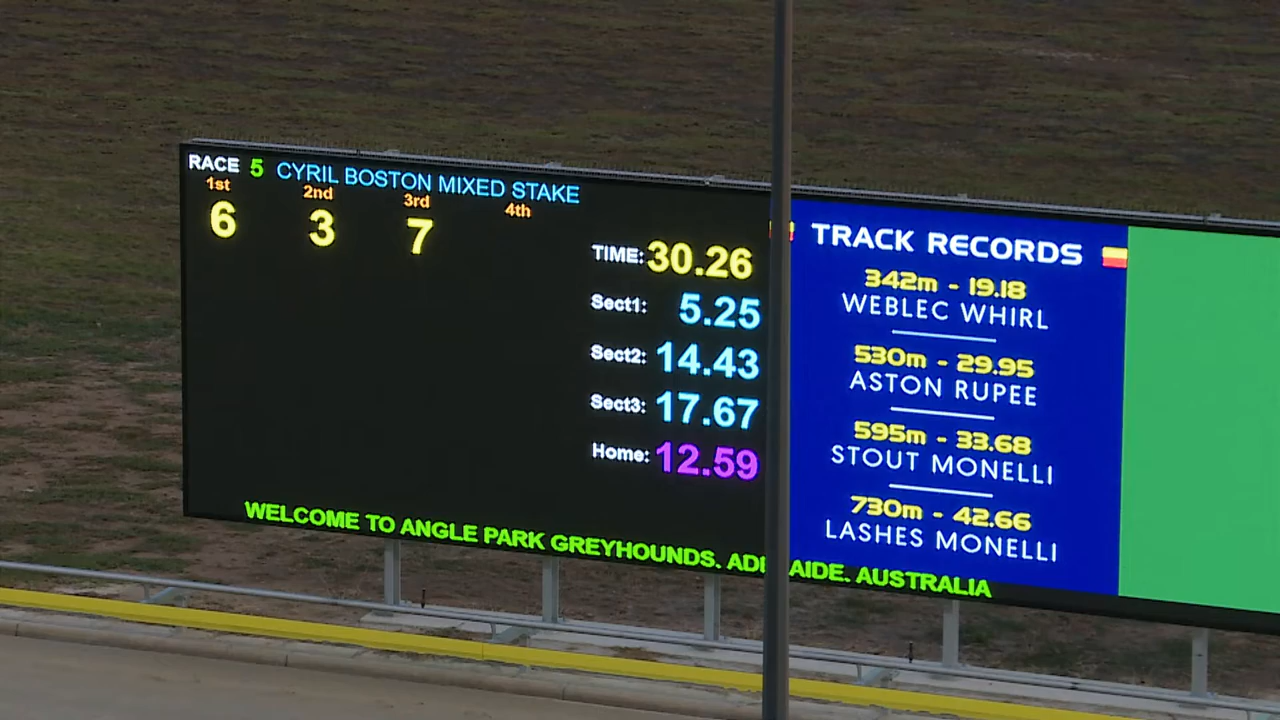 RACE 5 CYRIL BOSTON MIXED STAKE
1st 2nd 3rd 4th
6 3 7
TIME: 30.26
Sect1: 5.25
Sect2: 14.43
Sect3: 17.67
Home: 12.59
TRACK RECORDS
342m - 19.18
WEBLEC WHIRL
530m - 29.95
ASTON RUPEE
595m - 33.68
STOUT MONELLI
730m - 42.66
LASHES MONELLI
WELCOME TO ANGLE PARK GREYHOUNDS. ADELAIDE. AUSTRALIA